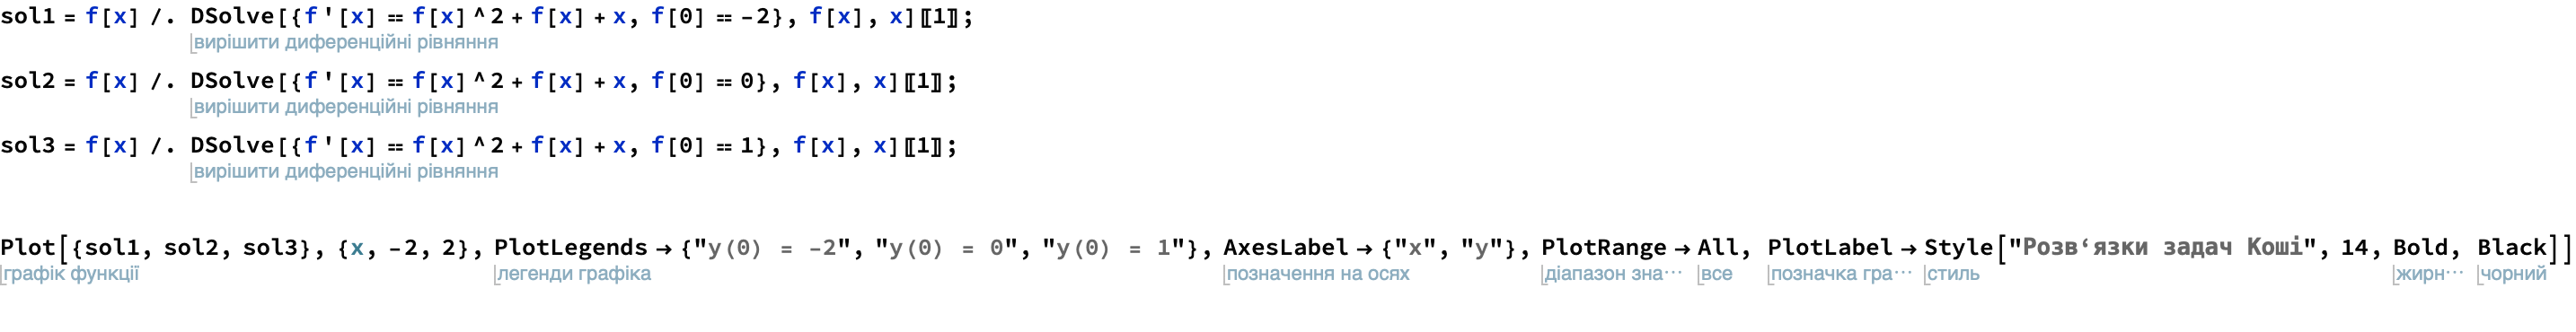 sol1 = f[x] /. DSolve[{f'[x] == f[x]^2 + f[x] + x, f[0] == -2}, f[x], x]〚1〛;
вирішити диференційні рівняння
sol2 = f[x] /. DSolve[{f'[x] == f[x]^2 + f[x] + x, f[0] == 0}, f[x], x]〚1〛;
вирішити диференційні рівняння
sol3 = f[x] /. DSolve[{f'[x] == f[x]^2 + f[x] + x, f[0] == 1}, f[x], x]〚1〛;
вирішити диференційні рівняння
Plot[{sol1, sol2, sol3}, {x, -2, 2}, PlotLegends → {"y(0) = -2", "y(0) = 0", "y(0) = 1"}, AxesLabel → {"x", "y"}, PlotRange → All, PlotLabel → Style["Розв‘язки задач Коші", 14, Bold, Black]]
графік функції легенди графіка позначення на осях діапазон зна⋯ все позначка гра⋯ стиль жирн⋯ чорний